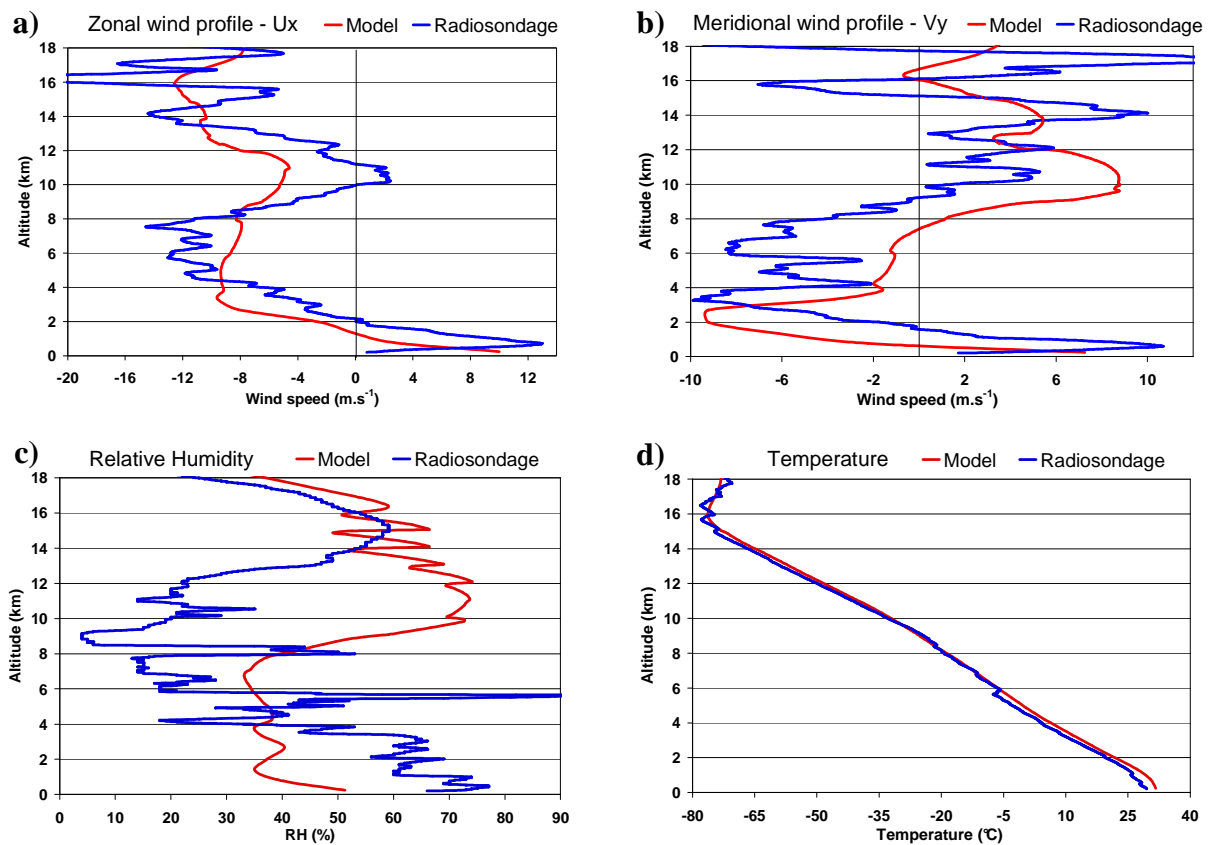 a) Zonal wind profile - Ux Model Radiosondage
18
16
14
12
10
8
6
4
2
0
Altitude (km)
-20 -16 -12 -8 -4 0 4 8 12
Wind speed (m.s-1)
b) Meridional wind profile - Vy Model Radiosondage
18
16
14
12
10
8
6
4
2
0
Altitude (km)
-10 -6 -2 2 6 10
Wind speed (m.s-1)
c) Relative Humidity Model Radiosondage
18
16
14
12
10
8
6
4
2
0
Altitude (km)
0 10 20 30 40 50 60 70 80 90
RH (%)
d) Temperature Model Radiosondage
18
16
14
12
10
8
6
4
2
0
Altitude (km)
-80 -65 -50 -35 -20 -5 10 25 40
Temperature (°C)